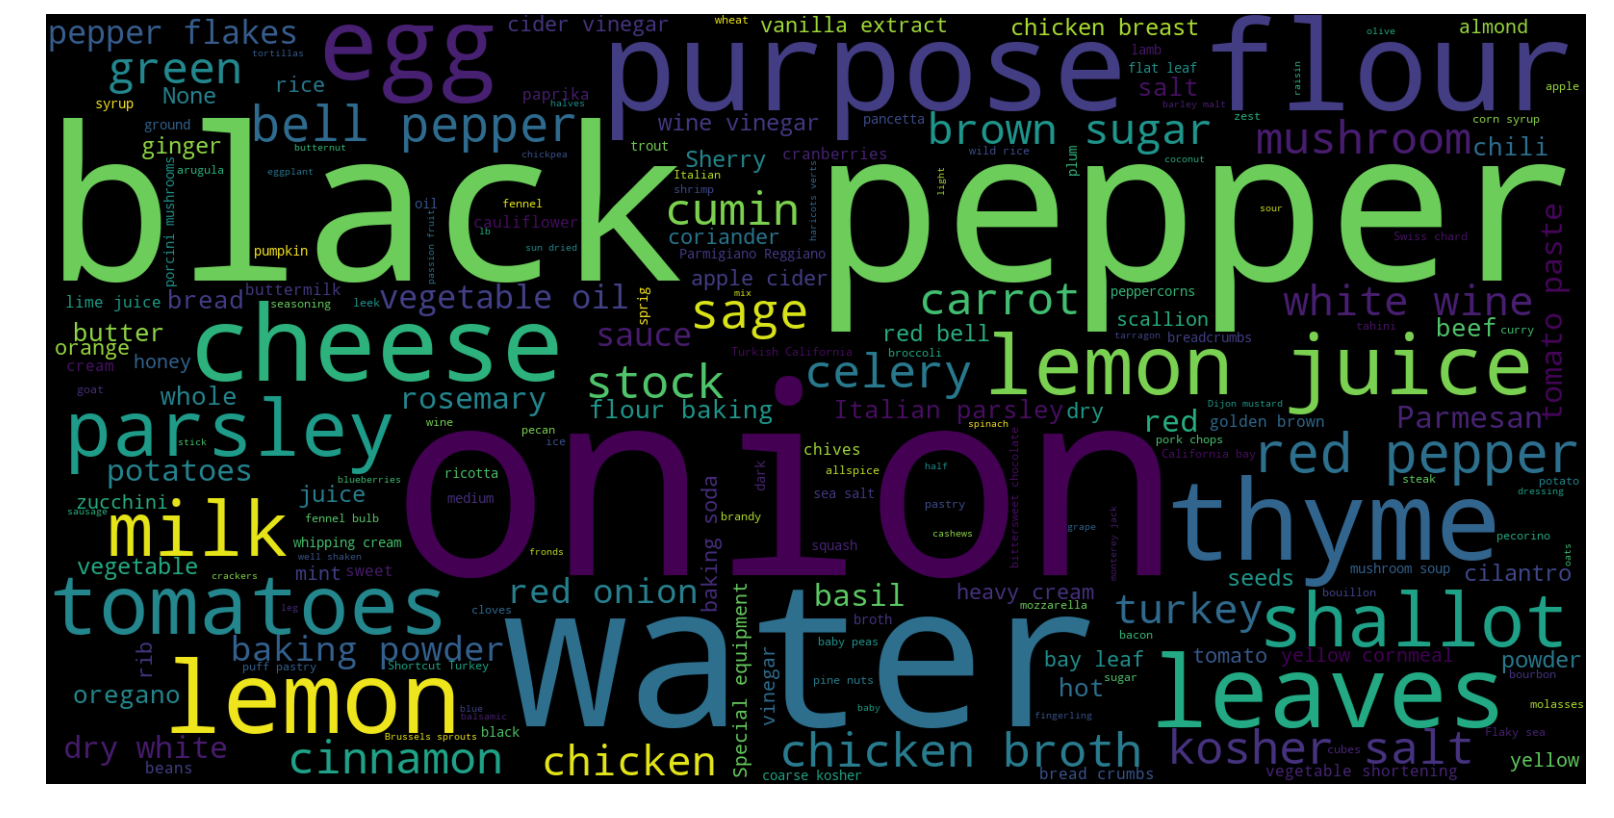 pepper flakes
egg
cider vinegar
wheat
vanilla extract
chicken breast
olive
almond
tortillas
purpose flour
green
None
rice
paprika
lamb
flat leaf
salt
raisin
apple
syrup
halves
barley malt
ground
bell pepper
wine vinegar
pancetta
brown sugar
zest
corn syrup
mushroom
chili
ginger
butternut
chickpea
trout
Sherry
cranberries
wild rice
plum
coconut
arugula
eggplant
Italian
shrimp
haricots verts
light
black pepper
porcini mushrooms
oil
fennel
cauliflower
cumin
sour
passion fruit
lb
coriander
Swiss chard
pumpkin
sun dried
Parmigiano Reggiano
tomato paste
apple cider
lime juice
bread
buttermilk
seasoning
leek
vegetable oil
sprig
mix
sage
carrot
peppercorns
white wine
butter
sauce
red bell
scallion
tahini
beef
curry
orange
cheese
cream
honey
Turkish California
broccoli
tarragon
breadcrumbs
goat
whole
rosemary
stock
celery
lemon juice
parsley
flour baking
Italian parsley
dry
red
Dijon mustard
golden brown
Parmesan
wine
pecan
ice
spinach
stick
potatoes
chives
pork chops
California bay
red pepper
onion
blueberries
ricotta
allspice
half
steak
potato
dressing
zucchini
juice
medium
dark
sea salt
pastry
bittersweet chocolate
thyme
sausage
milk
fennel bulb
baking soda
brandy
cashews
grape
monterey jack
pecorino
whipping cream
fronds
squash
oats
vegetable
well shaken
mint
sweet
crackers
seeds
mushroom soup
cilantro
tomatoes
leg
cloves
red onion
basil
heavy cream
mozzarella
bouillon
water
broth
turkey
shallot
rib
baking powder
Special equipment
baby peas
bacon
puff pastry
Shortcut Turkey
bay leaf
tomato
yellow cornmeal
powder
oregano
lemon
vinegar
pine nuts
hot
sugar
bourbon
blue
balsamic
baby
fingerling
leaves
molasses
Brussels sprouts
black
Flaky sea
dry white
beans
cinnamon
chicken
coarse kosher
chicken broth
bread crumbs
kosher salt
cubes
vegetable shortening
yellow